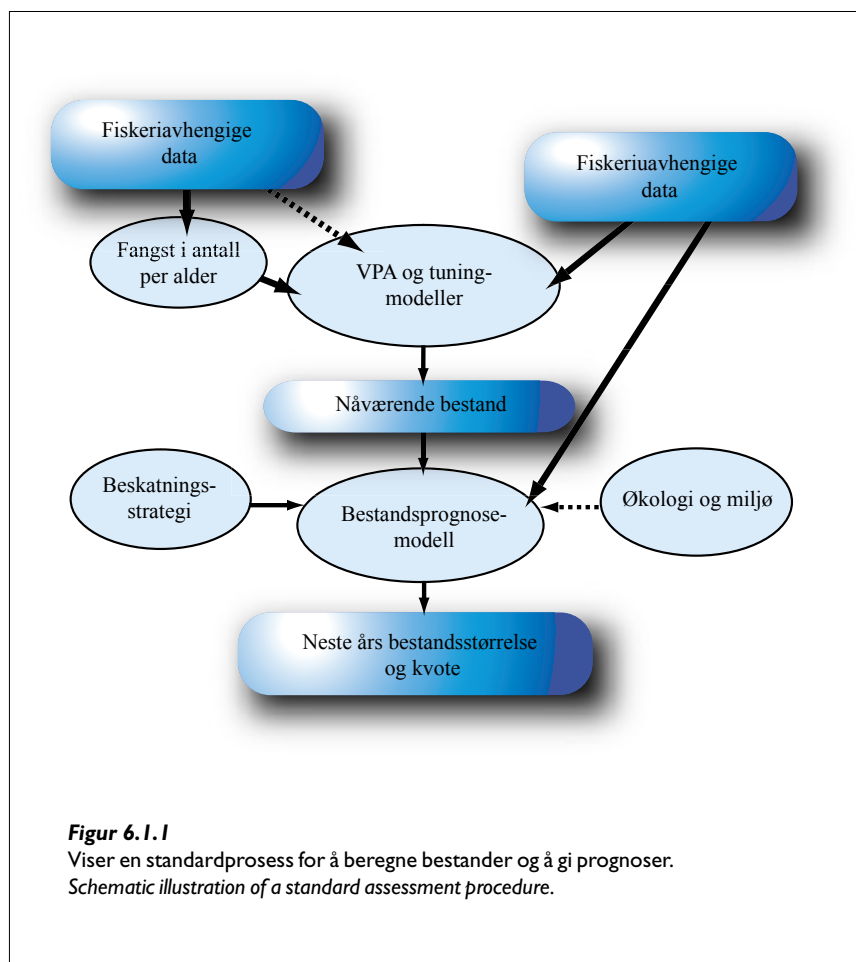 Fiskeriavhengige
data
Fiskeriuavhengige
data
Fangst i antall
per alder
VPA og tuning-
modeller
Nåværende bestand
Beskatnings-
strategi
Bestandsprognose-
modell
Økologi og miljø
Neste års bestandsstørrelse
og kvote
Figur 6.1.1
Viser en standardprosess for å beregne bestander og å gi prognoser.
Schematic illustration of a standard assessment procedure.